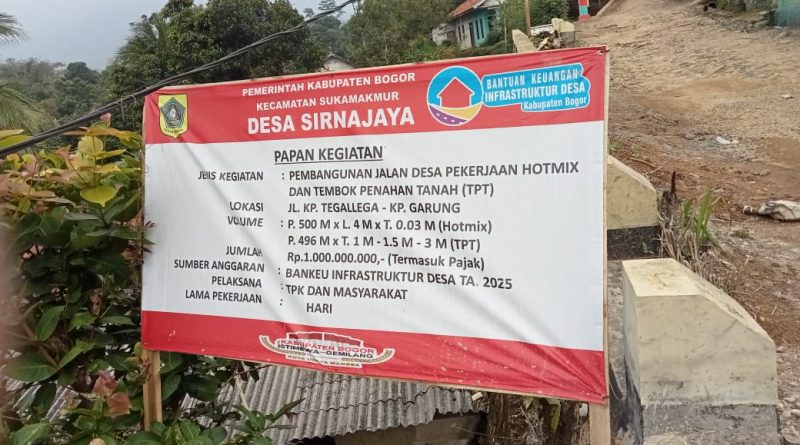 PEMERINTAH KABUPATEN BOGOR
KECAMATAN SUKAMAKMUR
DESA SIRNAJAYA
BANTUAN KEUANGAN
INFRASTRUKTUR DESA
Kabupaten Bogor
PAPAN KEGIATAN
JENIS KEGIATAN : PEMBANGUNAN JALAN DESA PEKERJAAN HOTMIX
DAN TEMBOK PENAHAN TANAH (TPT)
LOKASI : JL. KP. TEGALLEGA - KP. GARUNG
VOLUME : P. 500 M x L. 4 M x T. 0.03 M (Hotmix)
P. 496 M x T. 1 M - 1.5 M - 3 M (TPT)
JUMLAH : Rp.1.000.000.000,- (Termasuk Pajak)
SUMBER ANGGARAN : BANKEU INFRASTRUKTUR DESA TA. 2025
PELAKSANA : TPK DAN MASYARAKAT
LAMA PEKERJAAN : HARI
KABUPATEN BOGOR
ISTIMEWA GEMILANG